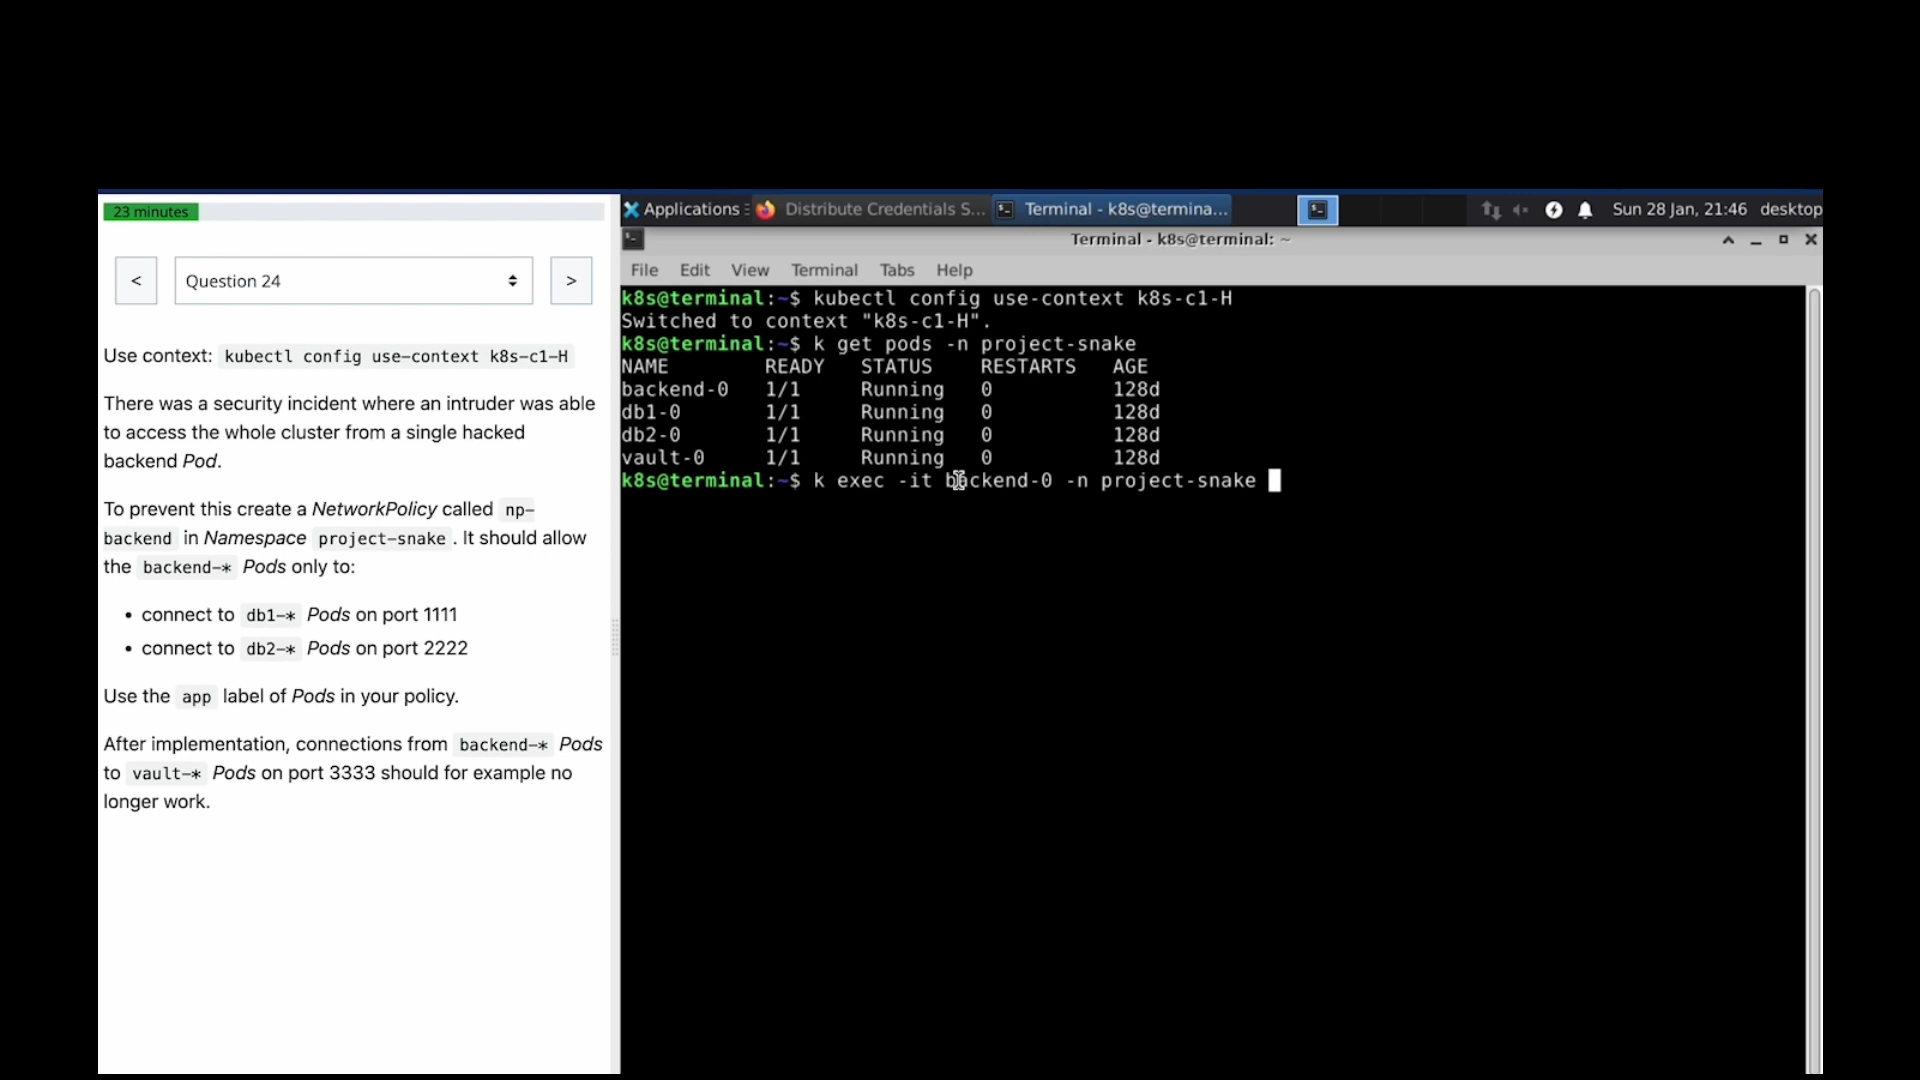 23 minutes
<
Question 24
>
Use context: kubectl config use-context k8s-c1-H
There was a security incident where an intruder was able
to access the whole cluster from a single hacked
backend Pod.
To prevent this create a NetworkPolicy called np-
backend in Namespace project-snake. It should allow
the backend-* Pods only to:
• connect to db1-* Pods on port 1111
• connect to db2-* Pods on port 2222
Use the app label of Pods in your policy.
After implementation, connections from backend-* Pods
to vault-* Pods on port 3333 should for example no
longer work.
Applications Distribute Credentials S... Terminal - k8s@termina... Sun 28 Jan, 21:46 desktop
Terminal - k8s@terminal: ~
File Edit View Terminal Tabs Help
k8s@terminal:~$ kubectl config use-context k8s-c1-H
Switched to context "k8s-c1-H".
k8s@terminal:~$ k get pods -n project-snake
NAME READY STATUS RESTARTS AGE
backend-0 1/1 Running 0 128d
db1-0 1/1 Running 0 128d
db2-0 1/1 Running 0 128d
vault-0 1/1 Running 0 128d
k8s@terminal:~$ k exec -it backend-0 -n project-snake